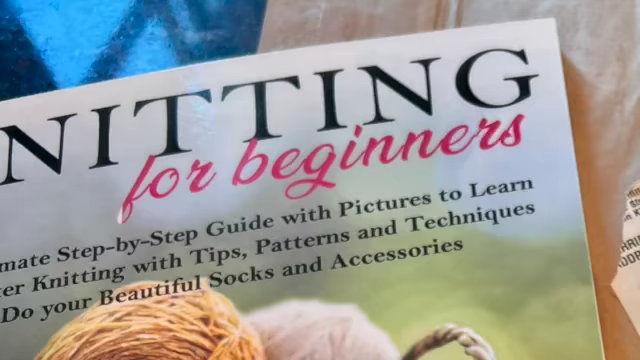 NITTING
for beginners
mate Step-by-Step Guide with Pictures to Learn
er Knitting with Tips, Patterns and Techniques
Do your Beautiful Socks and Accessories